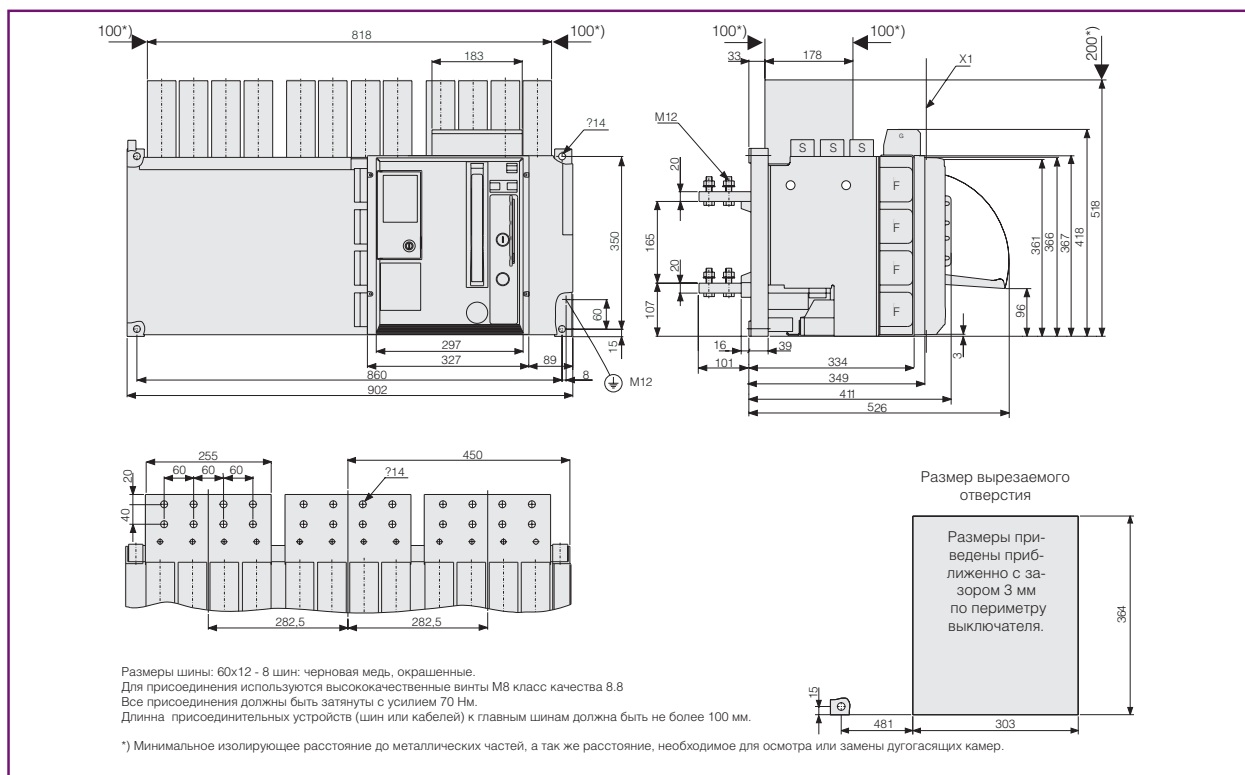 100*)
818
100*)
183
?14
350
60
15
297
327
89
860
8
902
M12
100*)
100*)
33
178
200*)
X1
M12
G
S S S
20
F
F
F
F
165
20
107
361
366
367
418
518
96
3
16
39
101
334
349
411
526
255
450
60 60 60
?14
20
40
282,5
282,5
Размер вырезаемого
отверстия
Размеры при-
ведены приб-
лиженно с за-
зором 3 мм
по периметру
выключателя.
364
15
481
303
Размеры шины: 60x12 - 8 шин: черновая медь, окрашенные.
Для присоединения используются высококачественные винты М8 класс качества 8.8
Все присоединения должны быть затянуты с усилием 70 Нм.
Длинна присоединительных устройств (шин или кабелей) к главным шинам должна быть не более 100 мм.
*) Минимальное изолирующее расстояние до металлических частей, а так же расстояние, необходимое для осмотра или замены дугогасящих камер.